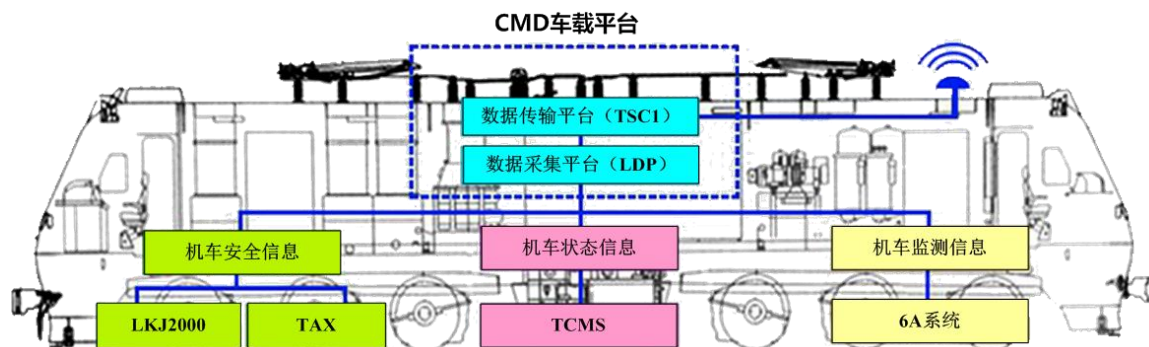 CMD车载平台
数据传输平台（TSC1）
数据采集平台（LDP）
机车安全信息
机车状态信息
机车监测信息
LKJ2000
TAX
TCMS
6A系统